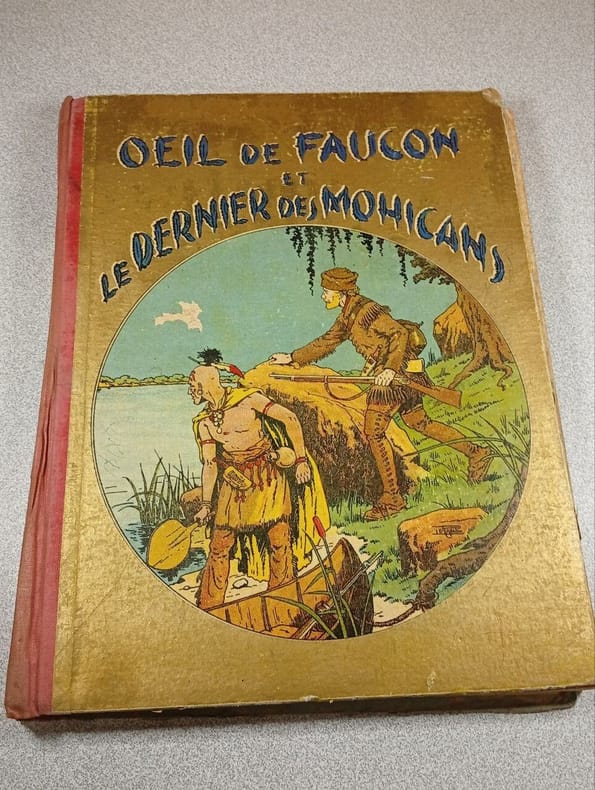 OEIL DE FAUCON
ET
LE DERNIER DES MOHICANS